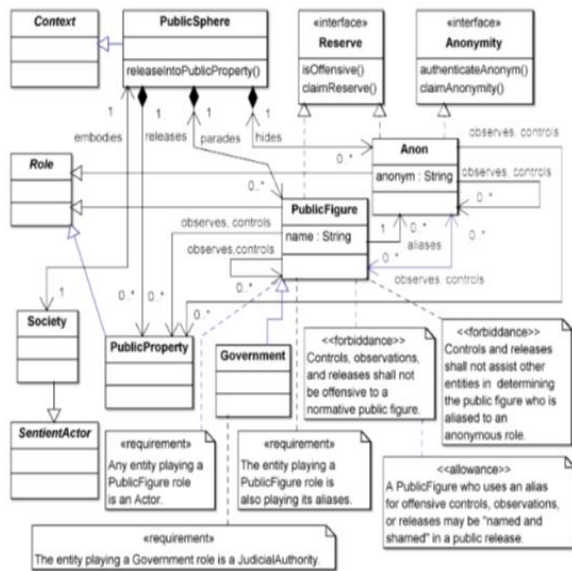 Context
PublicSphere
releaseIntoPublicProperty()
«interface»
Reserve
isOffensive()
claimReserve()
«interface»
Anonymity
authenticateAnonym()
claimAnonymity()
1
1
1
1
embodies
releases
parades
hides
0..*
Anon
anonym : String
observes, controls
observes, controls
0..*
0..*
Role
0..*
PublicFigure
name : String
observes, controls
observes,controls
1
0..*
aliases
0..*
0..*
observes, controls
1
0..*
0..*
0..*
Society
PublicProperty
Government
SentientActor
<<forbiddance>>
Controls, observations,
and releases shall not
be offensive to a
normative public figure.
<<forbiddance>>
Controls and releases
shall not assist other
entities in determining
the public figure who is
aliased to an
anonymous role.
«requirement»
Any entity playing a
PublicFigure role
is an Actor.
«requirement»
The entity playing a
PublicFigure role is
also playing its aliases.
<<allowance>>
A PublicFigure who uses an alias
for offensive controls, observations,
or releases may be "named and
shamed" in a public release.
«requirement»
The entity playing a Government role is a JudicialAuthority.